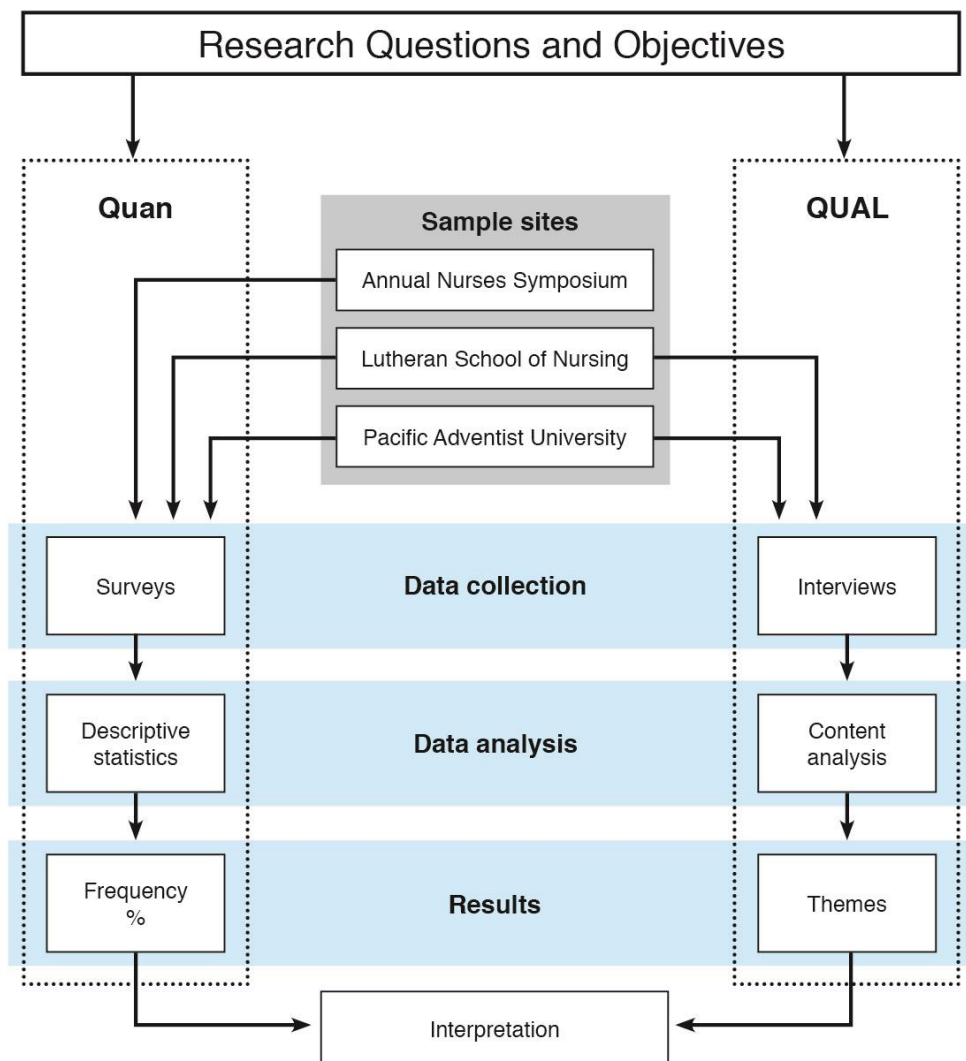 Research Questions and Objectives
Quan
Sample sites
QUAL
Annual Nurses Symposium
Lutheran School of Nursing
Pacific Adventist University
Surveys
Data collection
Interviews
Descriptive
statistics
Data analysis
Content
analysis
Frequency
%
Results
Themes
Interpretation